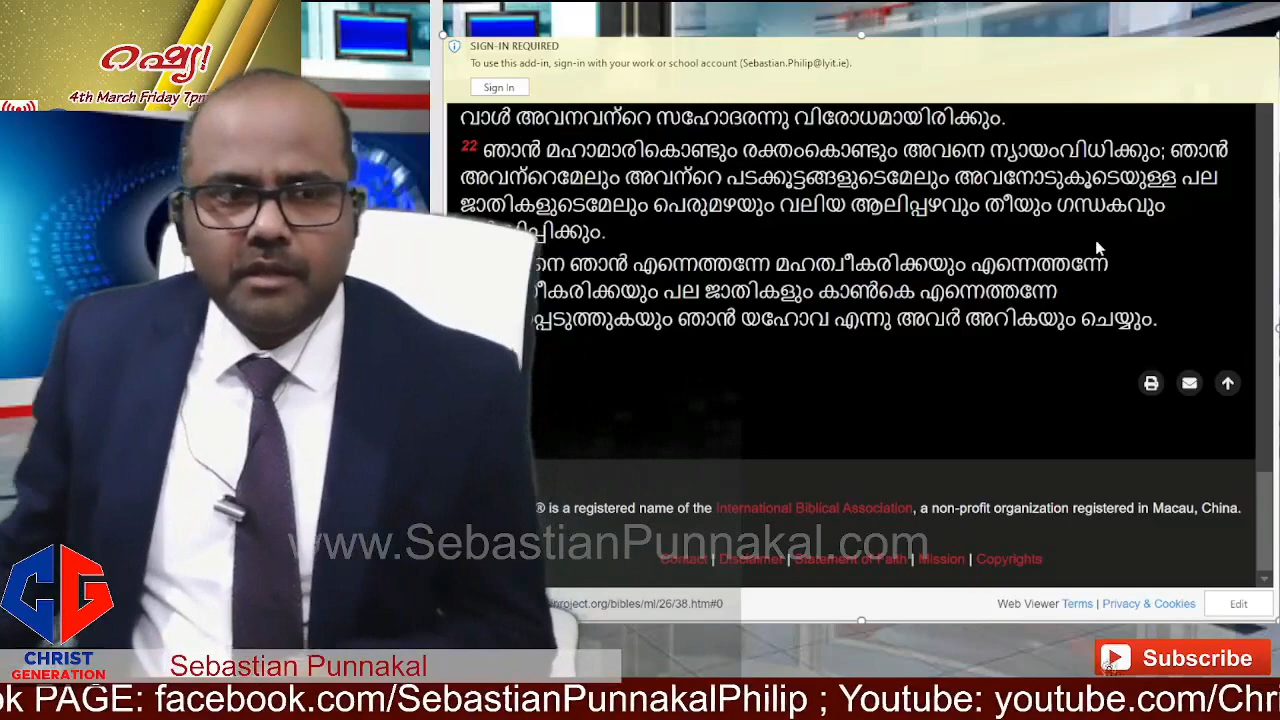 റഷ്യ!
4th March Friday 7pm
SIGN-IN REQUIRED
To use this add-in, sign-in with your work or school account (Sebastian.Philip@lyit.ie).
Sign In
വാൾ അവനവന്റെ സഹോദരന്നു വിരോധമായിരിക്കും.
22 ഞാൻ മഹാമാരികൊണ്ടും രക്തംകൊണ്ടും അവനെ ന്യായംവിധിക്കും; ഞാൻ
അവന്റെമേലും അവന്റെ പടക്കൂട്ടങ്ങളുടെമേലും അവനോടുകൂടെയുള്ള പല
ജാതികളുടെമേലും പെരുമഴയും വലിയ ആലിപ്പഴവും തീയും ഗന്ധകവും
ഞാൻ എന്നെത്തന്നേ മഹത്വീകരിക്കയും എന്നെത്തന്നേ
പല ജാതികളും കാൺകെ എന്നെത്തന്നേ
ഞാൻ യഹോവ എന്നു അവർ അറികയും ചെയ്യും.
® is a registered name of the International Biblical Association, a non-profit organization registered in Macau, China.
www.SebastianPunnakal.com
Contact | Disclaimer | Statement of Faith | Mission | Copyrights
project.org/bibles/ml/26/38.htm#0
Web Viewer Terms | Privacy & Cookies
Edit
CG
CHRIST
GENERATION
Sebastian Punnakal
Subscribe
ok PAGE: facebook.com/SebastianPunnakalPhilip ; Youtube: youtube.com/Chr